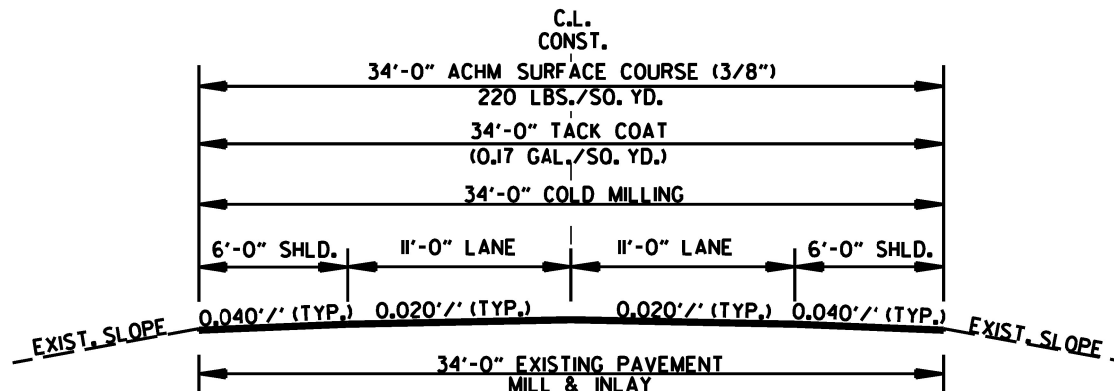 C.L.
CONST.
34'-0" ACHM SURFACE COURSE (3/8")
220 LBS./SQ. YD.
34'-0" TACK COAT
(0.17 GAL./SQ. YD.)
34'-0" COLD MILLING
6'-0" SHLD. 11'-0" LANE 11'-0" LANE 6'-0" SHLD.
0.040'/' (TYP.) 0.020'/' (TYP.) 0.020'/' (TYP.) 0.040'/' (TYP.)
EXIST. SLOPE EXIST. SLOPE
34'-0" EXISTING PAVEMENT
MILL & INLAY